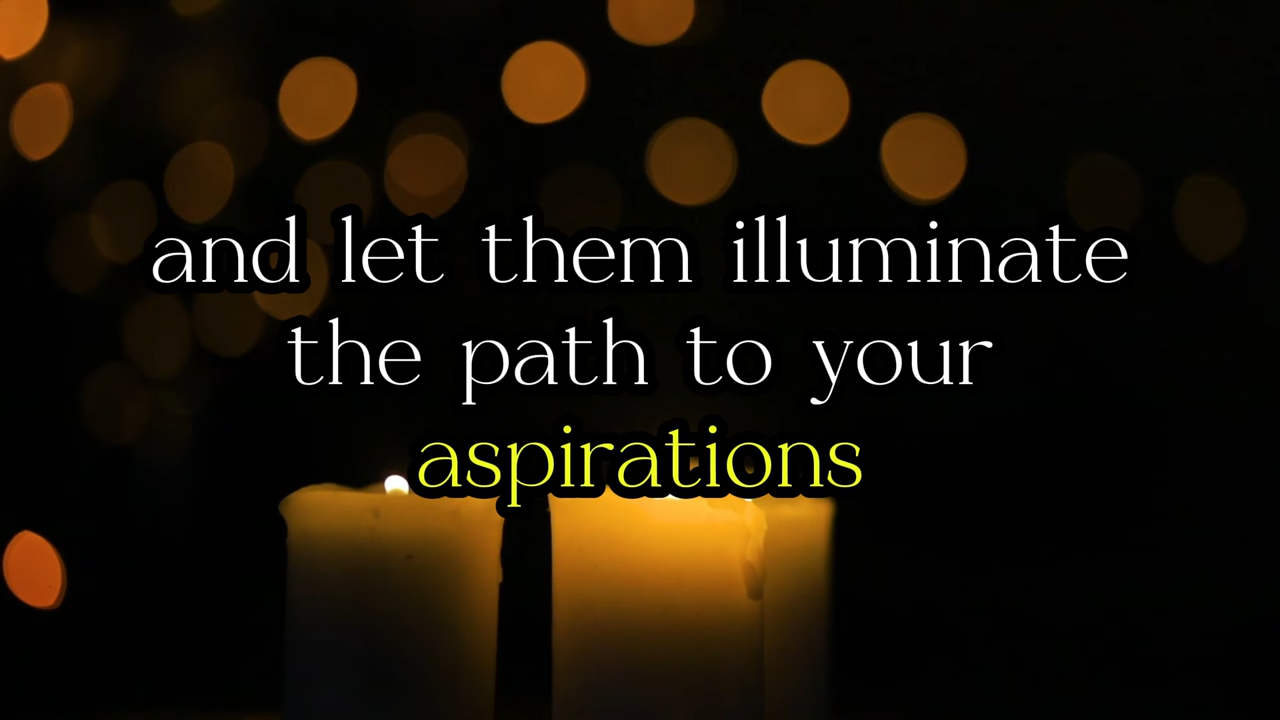 and let them illuminate
the path to your
aspirations